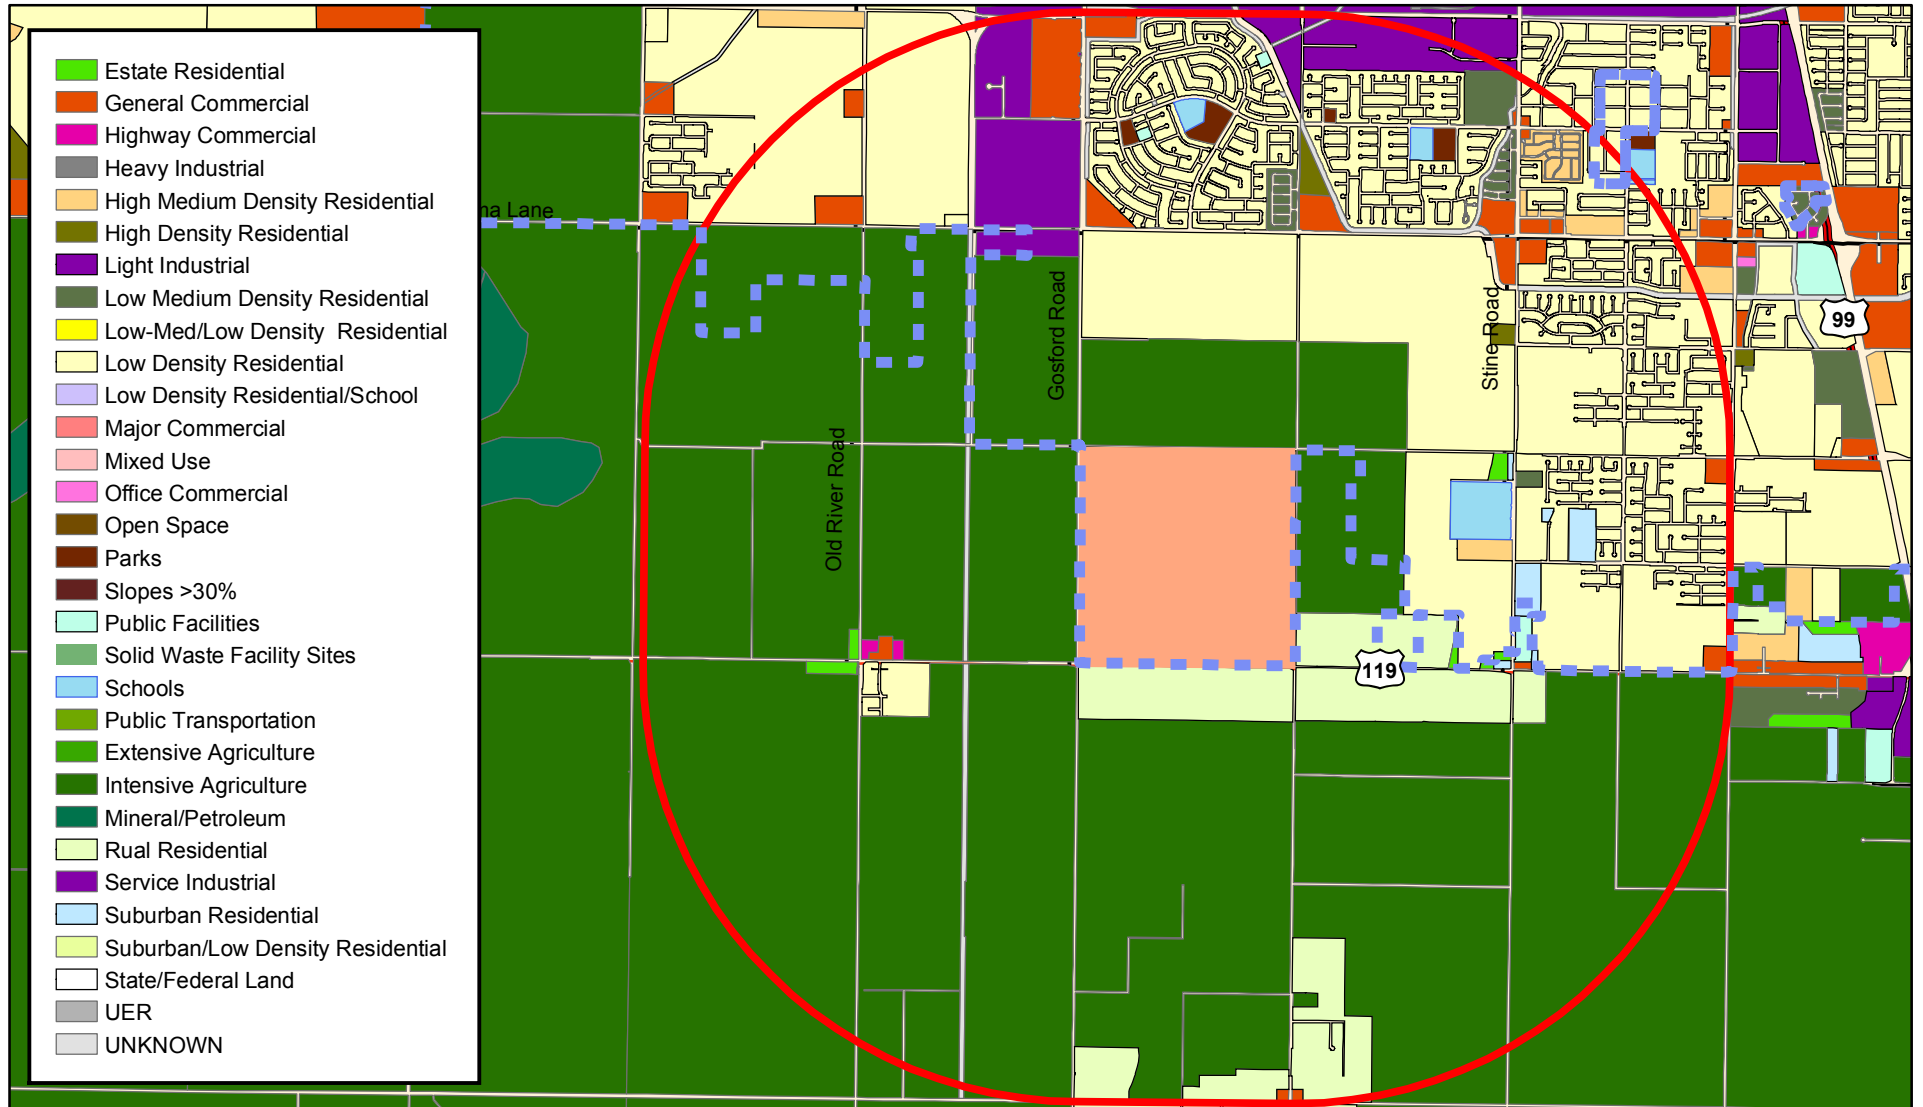 Estate Residential
General Commercial
Highway Commercial
Heavy Industrial
High Medium Density Residential
High Density Residential
Light Industrial
Low Medium Density Residential
Low-Med/Low Density  Residential
Low Density Residential
Low Density Residential/School
Major Commercial
Mixed Use
Office Commercial
Open Space
Parks
Slopes >30%
Public Facilities
Solid Waste Facility Sites
Schools
Public Transportation
Extensive Agriculture
Intensive Agriculture
Mineral/Petroleum
Rual Residential
Service Industrial
Suburban Residential
Suburban/Low Density Residential
State/Federal Land
UER
UNKNOWN
ma Lane
Old River Road
Gosford Road
Stine Road
99
119